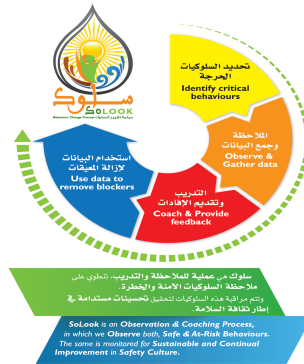 سلوك
SOLOOK
Behaviour Change Process
تحديد السلوكيات
الحرجة
Identify critical
behaviours
الملاحظة
وجمع البيانات
Observe &
Gather data
التدريب
وتقديم الإفادات
Coach & Provide
feedback
استخدام البيانات
لإزالة المعيقات
Use data to
remove blockers
سلوك هي عملية للملاحظة والتدريب، تنطوي على
ملاحظة السلوكيات الآمنة والخطرة.
وتتم مراقبة هذه السلوكيات لتحقيق تحسينات مستدامة في
إطار ثقافة السلامة.
SoLook is an Observation & Coaching Process,
in which we Observe both, Safe & At-Risk Behaviours.
The same is monitored for Sustainable and Continual
Improvement in Safety Culture.